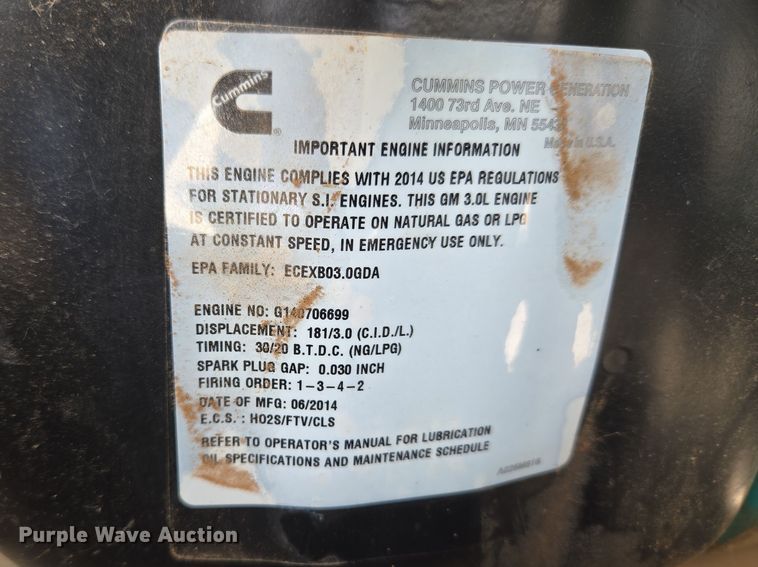 Cummins
®
CUMMINS POWER GENERATION
1400 73rd Ave. NE
Minneapolis, MN
Made in U.S.A.
IMPORTANT ENGINE INFORMATION
THIS ENGINE COMPLIES WITH 2014 US EPA REGULATIONS
FOR STATIONARY S.I. ENGINES. THIS GM 3.0L ENGINE
IS CERTIFIED TO OPERATE ON NATURAL GAS OR LPG
AT CONSTANT SPEED, IN EMERGENCY USE ONLY.
EPA FAMILY: ECEXB03.0GDA
ENGINE NO:
DISPLACEMENT: 181/3.0 (C.I.D./L.)
TIMING: 30/20 B.T.D.C. (NG/LPG)
SPARK PLUG GAP: 0.030 INCH
FIRING ORDER: 1-3-4-2
DATE OF MFG: 06/2014
E.C.S. : HO2S/FTV/CLS
REFER TO OPERATOR'S MANUAL FOR LUBRICATION
OIL SPECIFICATIONS AND MAINTENANCE SCHEDULE
Purple Wave Auction